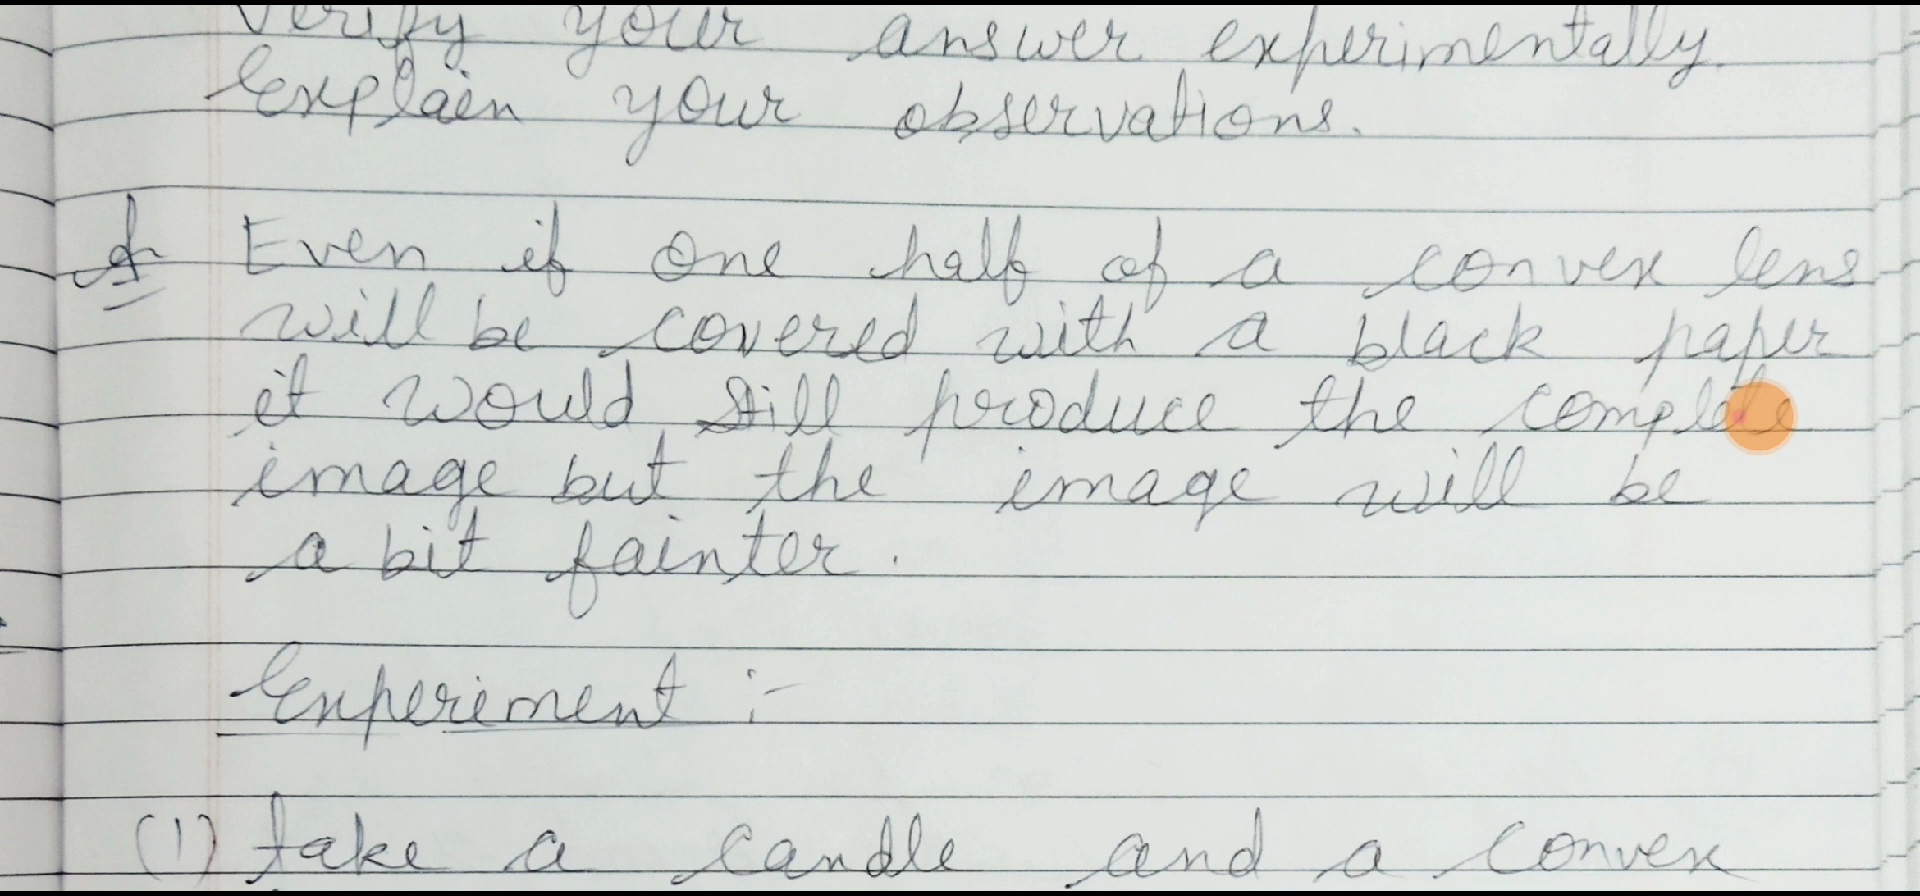 verify your answer experimentally.
Explain your observations.
A Even if one half of a convex lens
will be covered with a black paper
it would still produce the complete
image but the image will be
a bit fainter.
Experiment :-
(1) take a candle and a convex